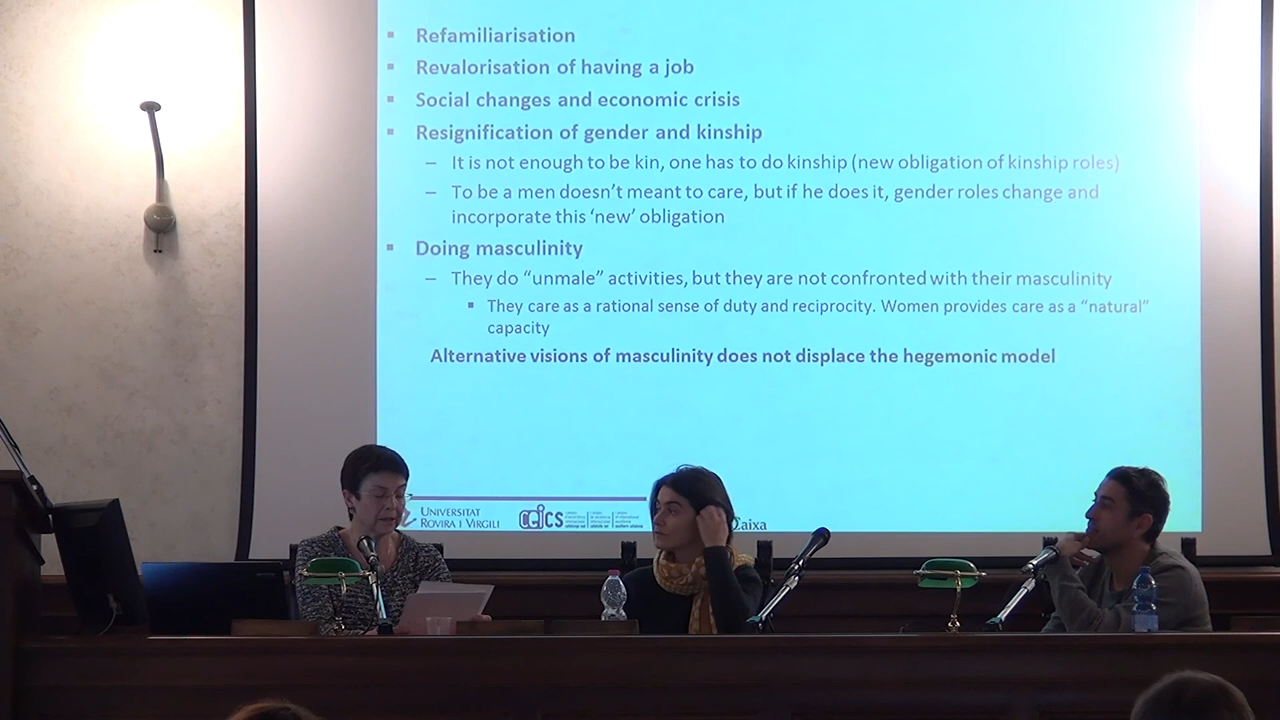 ▪ Refamiliarisation
▪ Revalorisation of having a job
▪ Social changes and economic crisis
▪ Resignification of gender and kinship
– It is not enough to be kin, one has to do kinship (new obligation of kinship roles)
– To be a men doesn't meant to care, but if he does it, gender roles change and
incorporate this 'new' obligation
▪ Doing masculinity
– They do "unmale" activities, but they are not confronted with their masculinity
▪ They care as a rational sense of duty and reciprocity. Women provides care as a "natural"
capacity
Alternative visions of masculinity does not displace the hegemonic model
UNIVERSITAT
ROVIRA I VIRGILI
CEICS
Caixa